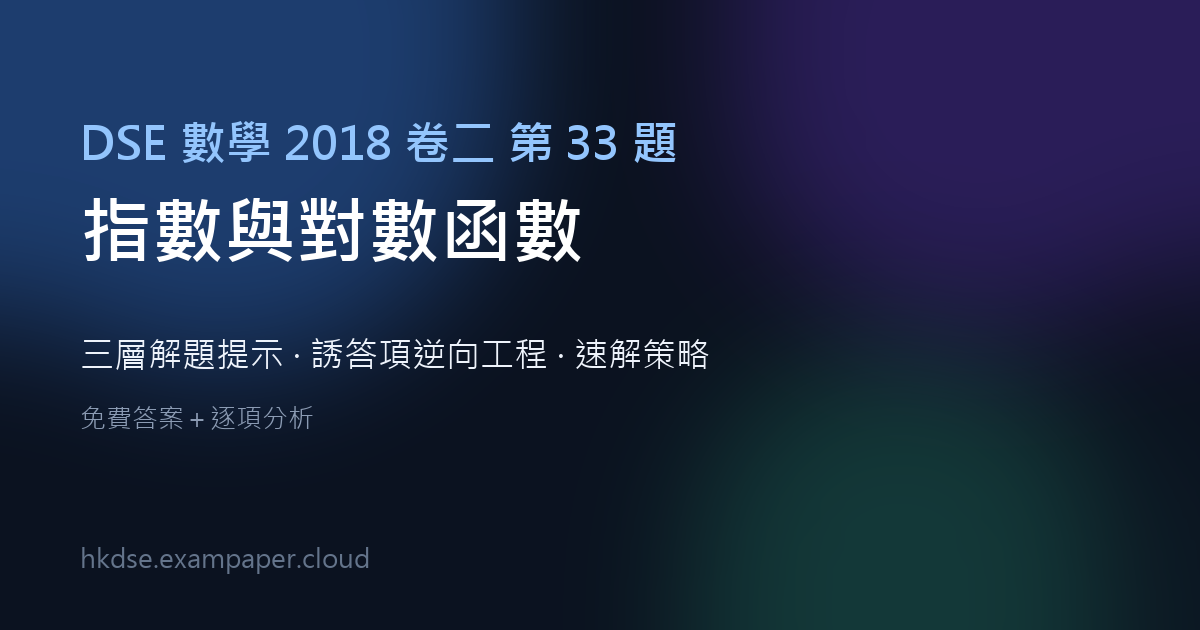 DSE 數學 2018 卷二 第 33 題
指數與對數函數
三層解題提示 · 誘答項逆向工程 · 速解策略
免費答案 + 逐項分析
hkdse.exampaper.cloud